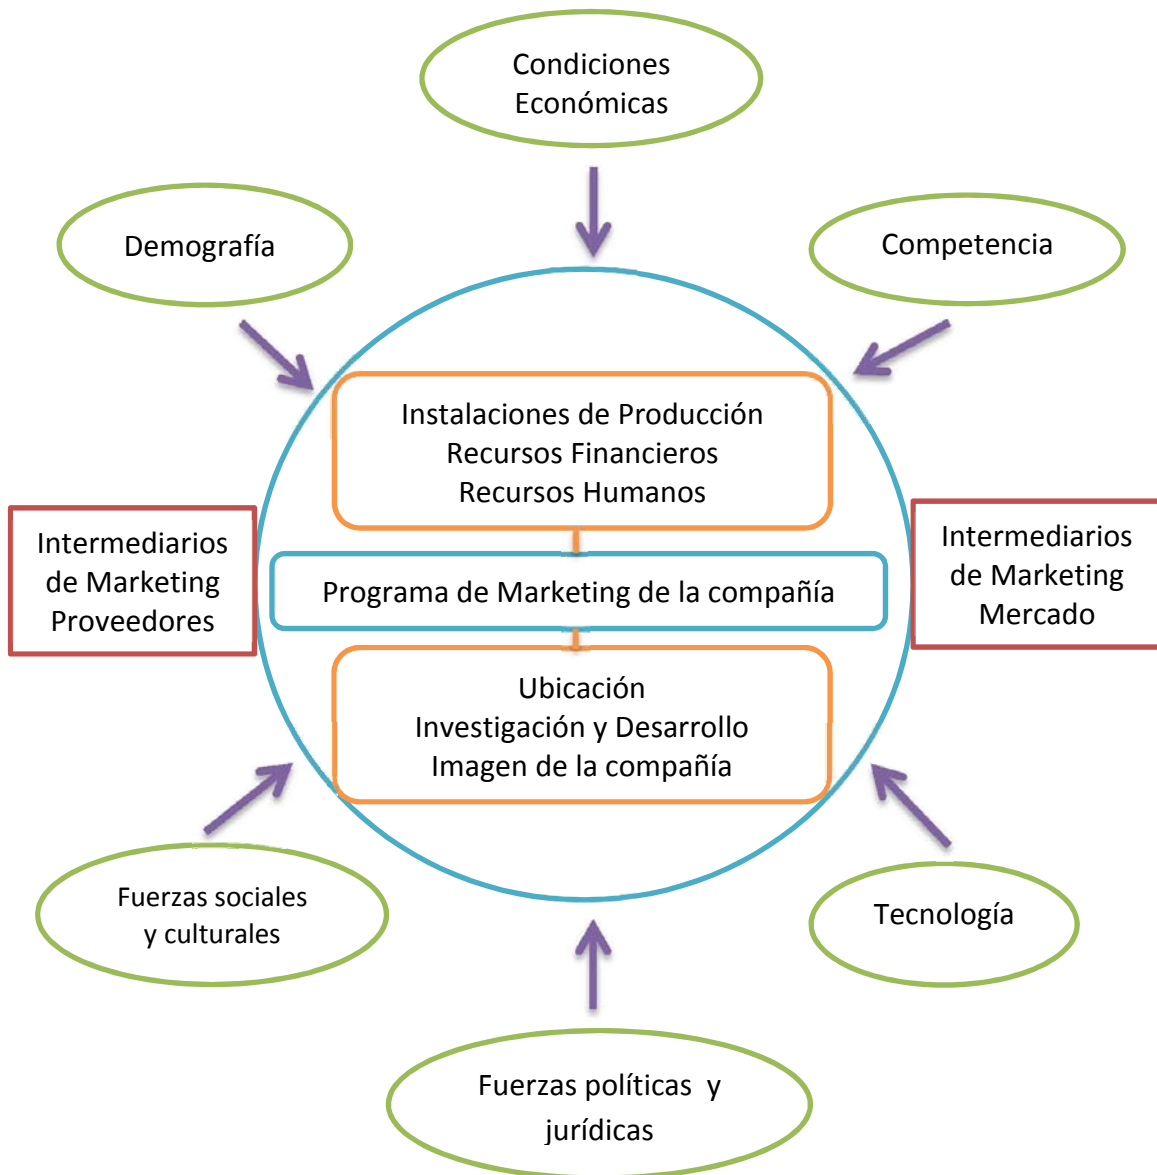 Condiciones
Económicas
Demografía
Competencia
Instalaciones de Producción
Recursos Financieros
Recursos Humanos
Intermediarios
de Marketing
Proveedores
Programa de Marketing de la compañía
Intermediarios
de Marketing
Mercado
Ubicación
Investigación y Desarrollo
Imagen de la compañía
Fuerzas sociales
y culturales
Tecnología
Fuerzas políticas y
jurídicas